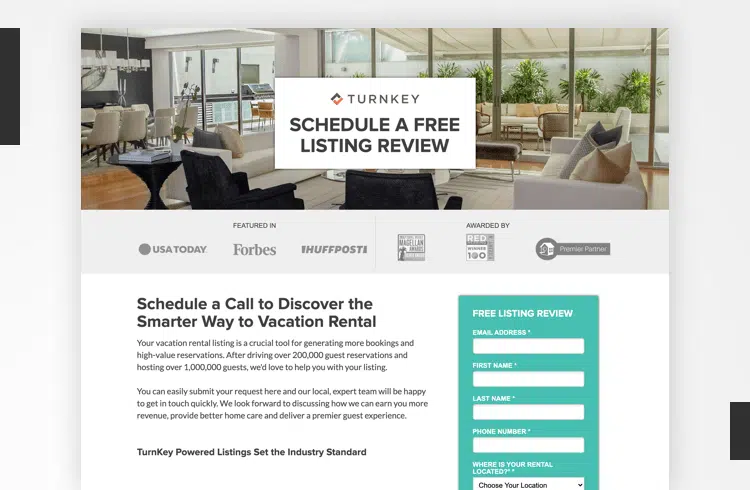 TURNKEY
SCHEDULE A FREE
LISTING REVIEW
FEATURED IN
USA TODAY
Forbes
IHUFFPOSTI
AWARDED BY
MAGELLAN
AWARDS
RED
WINNER
100
Premier Partner
Schedule a Call to Discover the
Smarter Way to Vacation Rental
Your vacation rental listing is a crucial tool for generating more bookings and
high-value reservations. After driving over 200,000 guest reservations and
hosting over 1,000,000 guests, we'd love to help you with your listing.
You can easily submit your request here and our local, expert team will be happy
to get in touch quickly. We look forward to discussing how we can earn you more
revenue, provide better home care and deliver a premier guest experience.
TurnKey Powered Listings Set the Industry Standard
FREE LISTING REVIEW
EMAIL ADDRESS *
FIRST NAME *
LAST NAME *
PHONE NUMBER *
WHERE IS YOUR RENTAL
LOCATED?* *
Choose Your Location